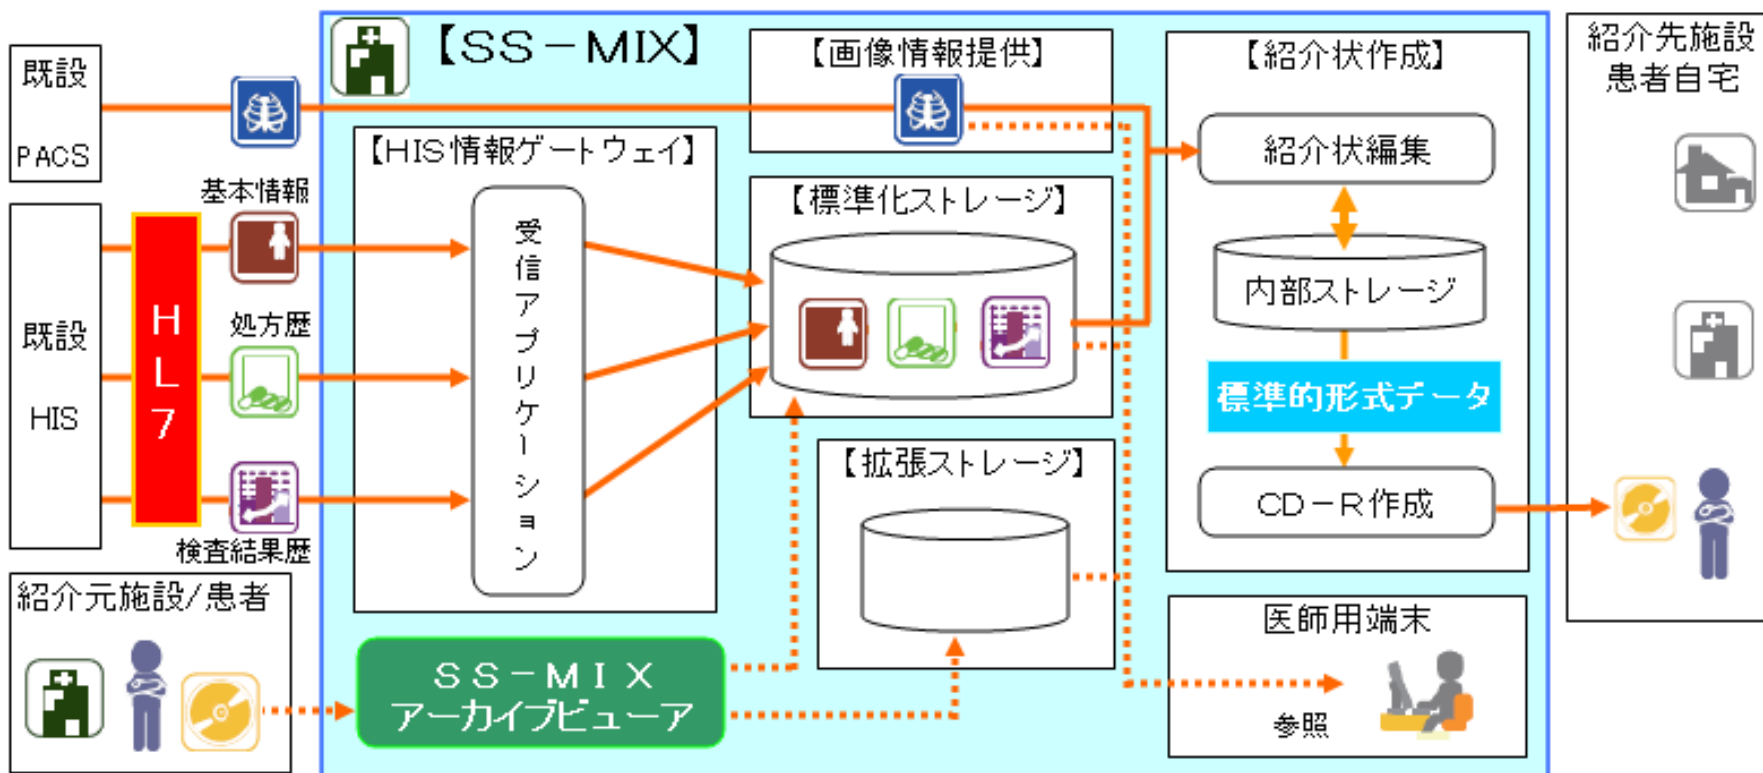 既設
PACS
既設
HIS
HL7
基本情報
処方歴
検査結果歴
紹介元施設/患者
【SS-MIX】
【HIS情報ゲートウェイ】
受信アプリケーション
SS-MIX
アーカイブビューア
【画像情報提供】
【標準化ストレージ】
【拡張ストレージ】
【紹介状作成】
紹介状編集
内部ストレージ
標準的形式データ
CD-R作成
医師用端末
参照
紹介先施設
患者自宅